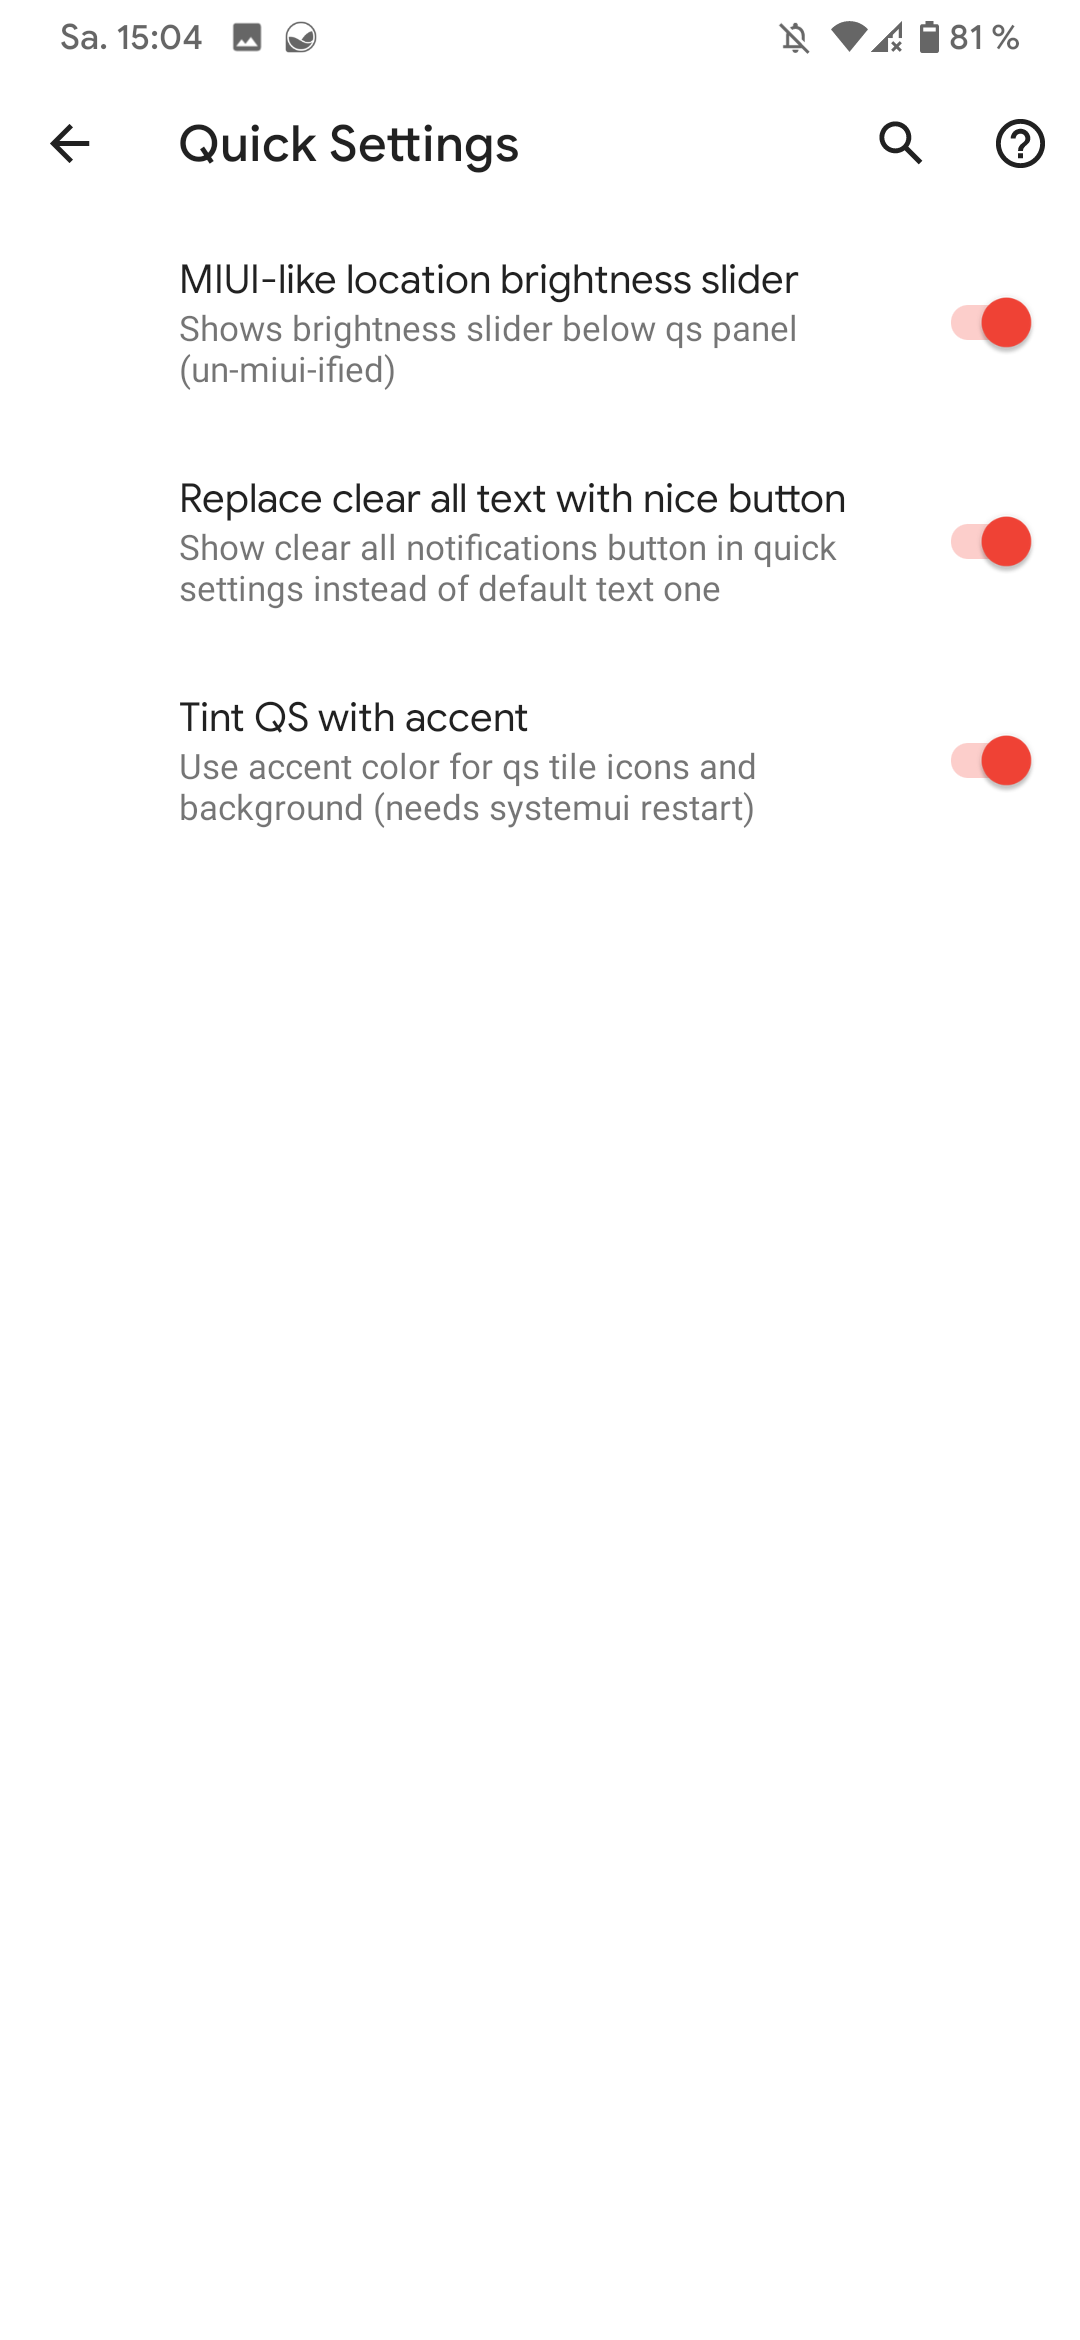 Sa. 15:04 81 %
Quick Settings
MIUI-like location brightness slider
Shows brightness slider below qs panel
(un-miui-ified)
Replace clear all text with nice button
Show clear all notifications button in quick
settings instead of default text one
Tint QS with accent
Use accent color for qs tile icons and
background (needs systemui restart)